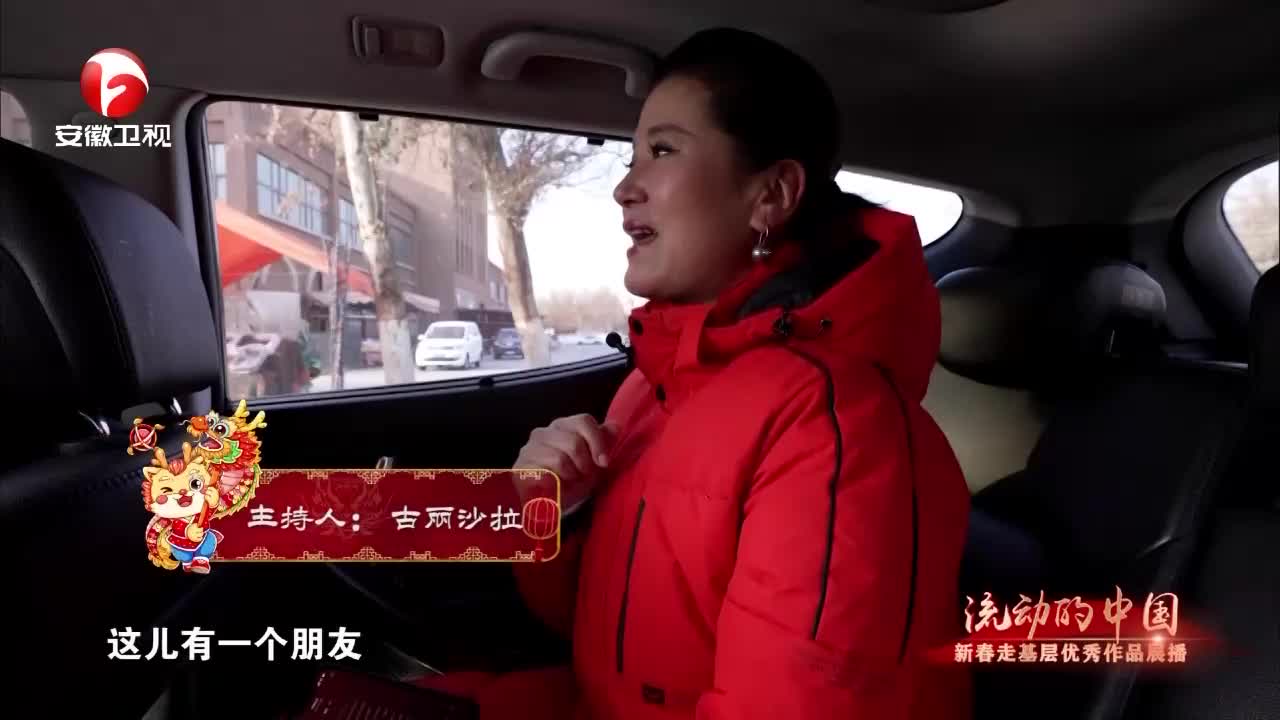 安徽卫视
主持人： 古丽沙拉
这儿有一个朋友
流动的中国
新春走基层优秀作品展播